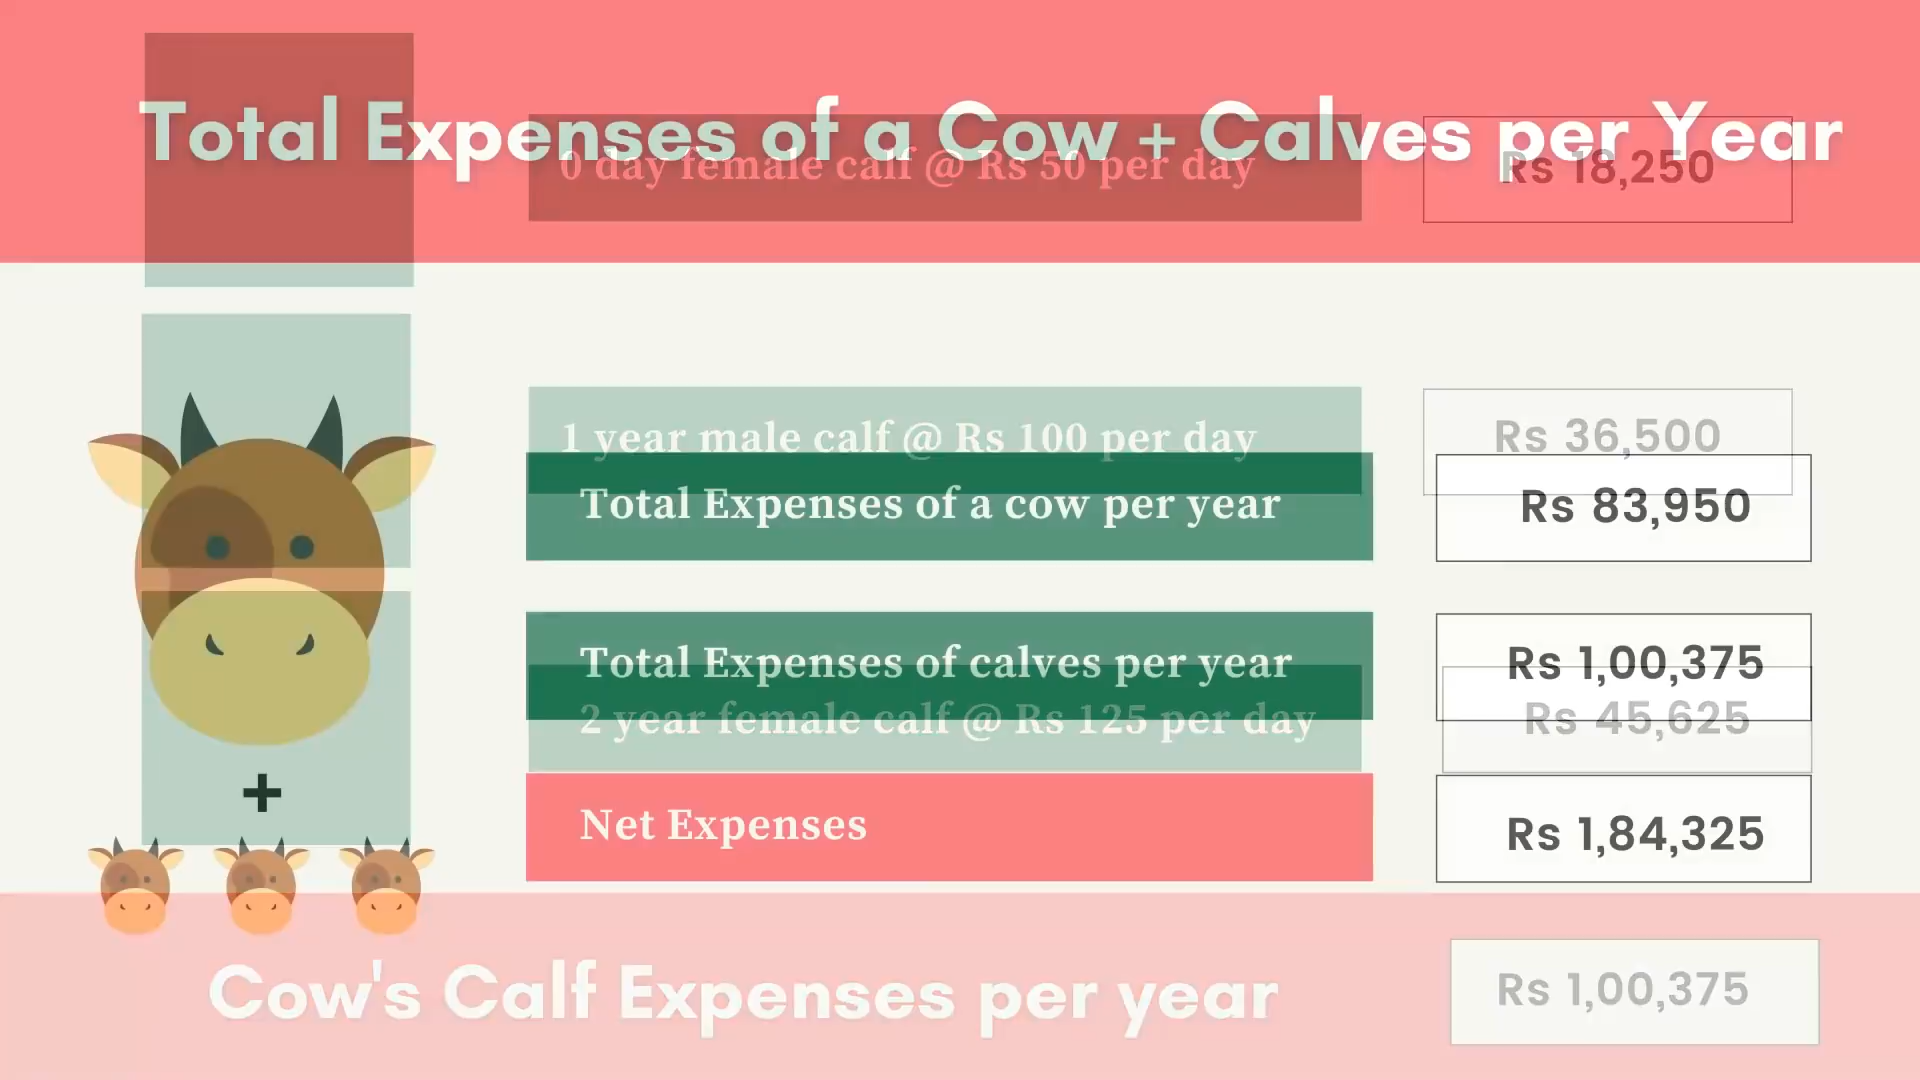 Total Expenses of a Cow + Calves per Year
0 day female calf @ Rs 50 per day
Rs 18,250
1 year male calf @ Rs 100 per day
Rs 36,500
Total Expenses of a cow per year
Rs 83,950
Total Expenses of calves per year
Rs 1,00,375
2 year female calf @ Rs 125 per day
Rs 45,625
+
Net Expenses
Rs 1,84,325
Cow's Calf Expenses per year
Rs 1,00,375